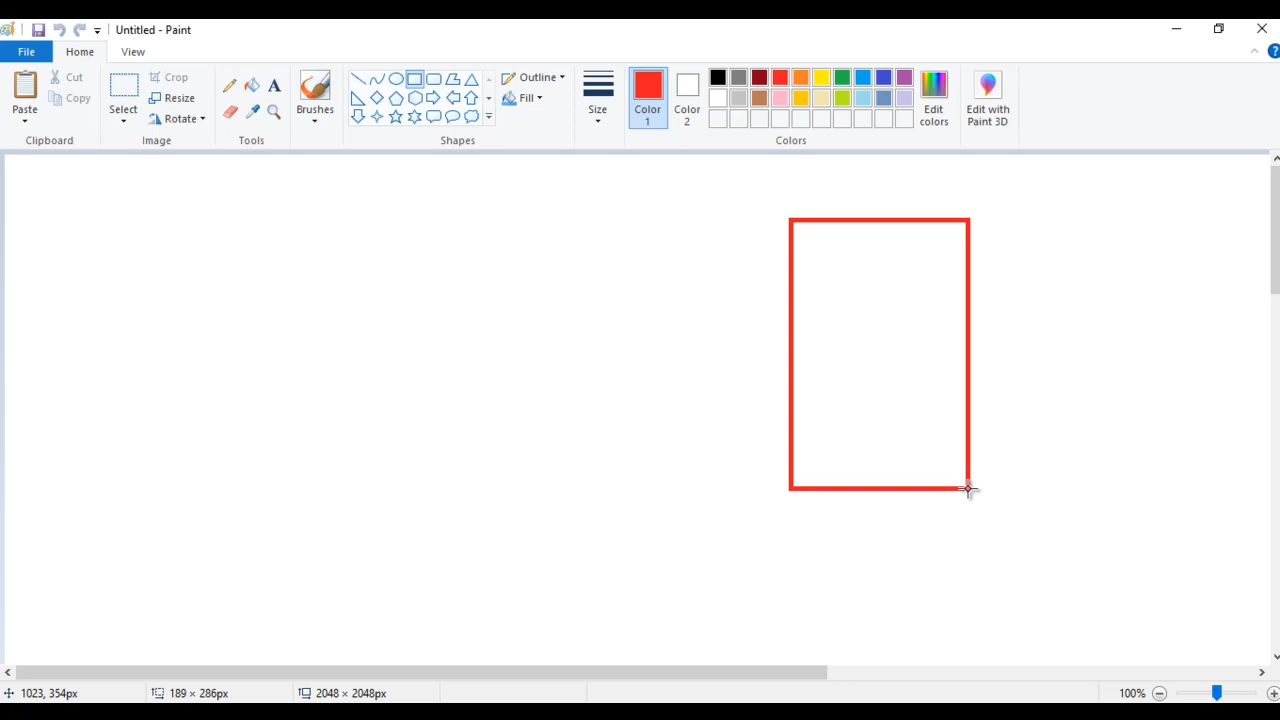 Untitled - Paint
File Home View
Paste
Cut
Copy
Clipboard
Select
Crop
Resize
Rotate
Image
A
Tools
Brushes
Outline
Fill
Shapes
Size
Color 1
Color 2
Edit colors
Colors
Edit with Paint 3D
?
1023, 354px
189 × 286px
2048 × 2048px
100%